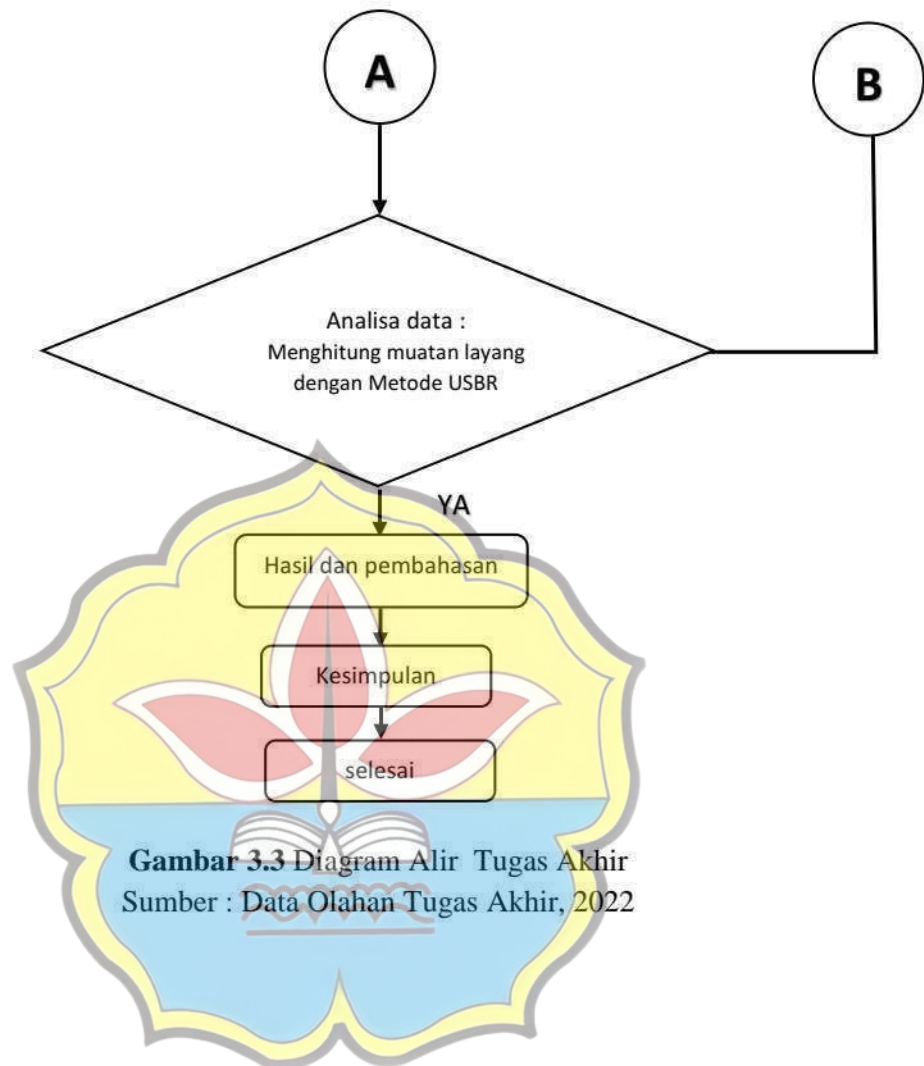 A
B
Analisa data :
Menghitung muatan layang
dengan Metode USBR
YA
Hasil dan pembahasan
Kesimpulan
selesai
Gambar 3.3 Diagram Alir Tugas Akhir
Sumber : Data Olahan Tugas Akhir, 2022